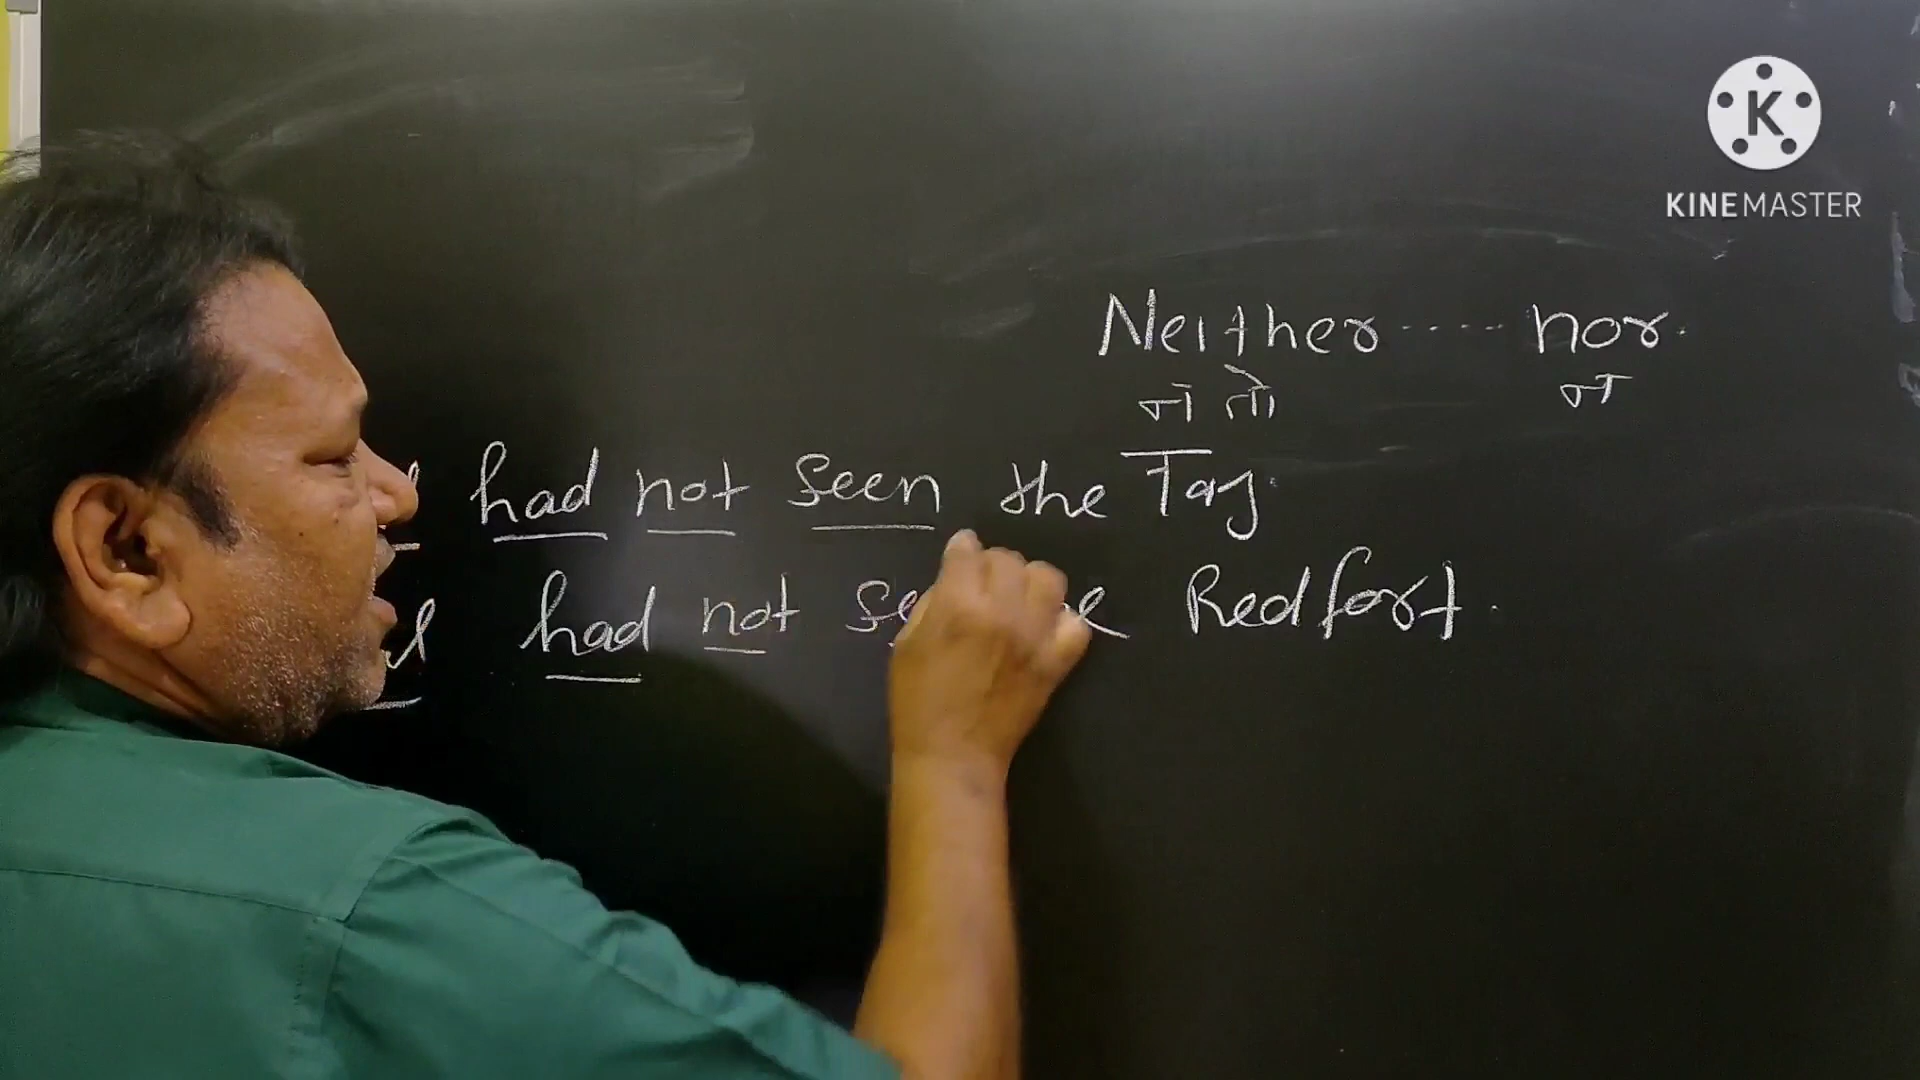 KINEMASTER
Neither ---- nor.
न तो न
had not seen the Taj.
had not Redfort.